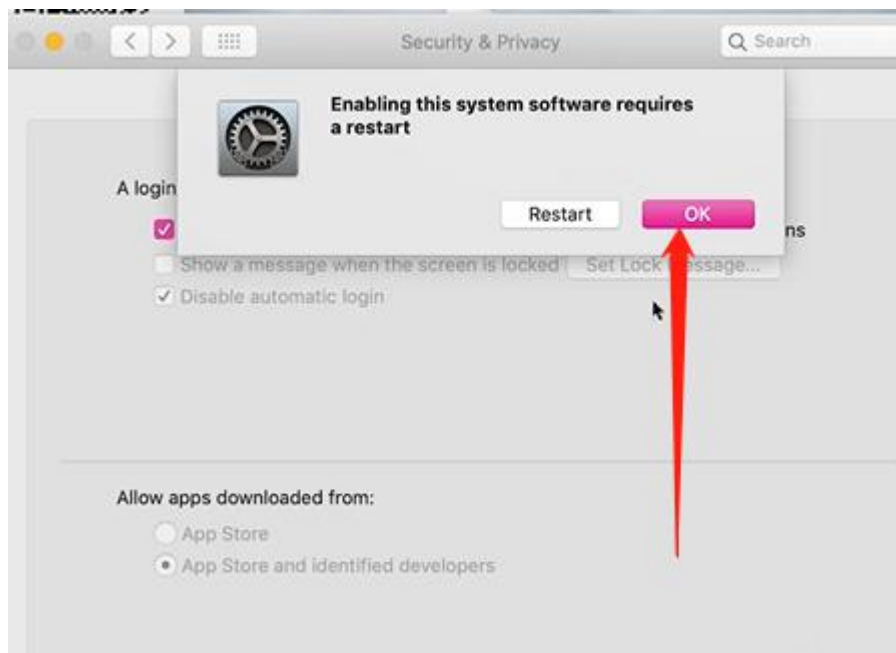 Security & Privacy
Search
Enabling this system software requires
a restart
A login
Restart
OK
ns
Show a message when the screen is locked
Set Lock
ssage...
Disable automatic login
Allow apps downloaded from:
App Store
App Store and identified developers